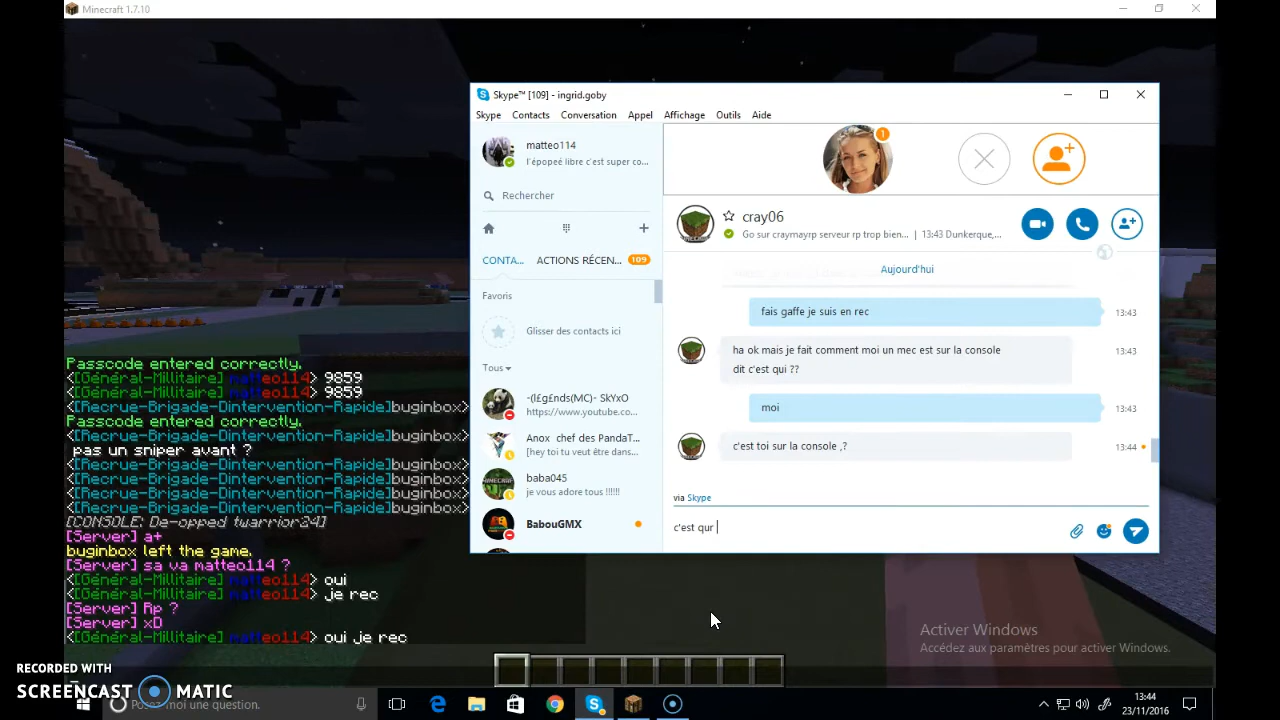 Minecraft 1.7.10
Skype™ [109] - ingrid.goby
Skype Contacts Conversation Appel Affichage Outils Aide
matteo114
l'épopeé libre c'est super co...
Rechercher
CONTA... ACTIONS RÉCEN... 109
Favoris
Glisser des contacts ici
Tous
-(l£g£nds(MC)- SkYxO
https://www.youtube.co...
Anox chef des PandaT...
[hey toi tu veut être dans...
baba045
je vous adore tous !!!!!!
BabouGMX
1
cray06
Go sur craymayrp serveur rp trop bien... | 13:43 Dunkerque,...
Aujourd'hui
fais gaffe je suis en rec 13:43
ha ok mais je fait comment moi un mec est sur la console 13:43
dit c'est qui ??
moi 13:43
c'est toi sur la console ,? 13:44
via Skype
c'est qur
Passcode entered correctly.
<[Général-Millitaire] matteo114> 9859
<[Général-Millitaire] matteo114> 9859
<[Recrue-Brigade-Dintervention-Rapide]buginbox>
Passcode entered correctly.
<[Recrue-Brigade-Dintervention-Rapide]buginbox>
pas un sniper avant ?
<[Recrue-Brigade-Dintervention-Rapide]buginbox>
<[Recrue-Brigade-Dintervention-Rapide]buginbox>
<[Recrue-Brigade-Dintervention-Rapide]buginbox>
<[Recrue-Brigade-Dintervention-Rapide]buginbox>
[CONSOLE: De-opped twarrior24]
[Server] a+
buginbox left the game.
[Server] sa va matteo114 ?
<[Général-Millitaire] matteo114> oui
<[Général-Millitaire] matteo114> je rec
[Server] Rp ?
[Server] xD
<[Général-Millitaire] matteo114> oui je rec
Activer Windows
Accédez aux paramètres pour activer Windows.
RECORDED WITH
SCREENCAST MATIC
Posez-moi une question.
13:44
23/11/2016